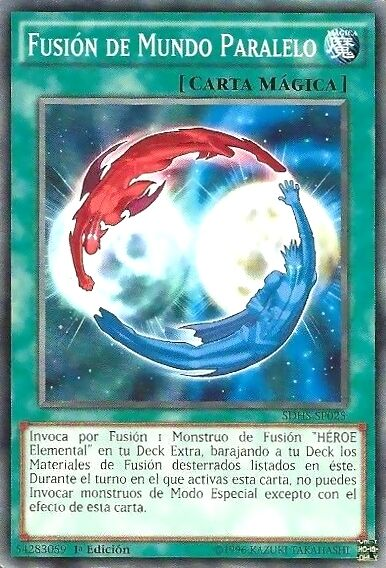 FUSIÓN DE MUNDO PARALELO
MÁGICA
魔
[CARTA MÁGICA]
SDHS-SP025
Invoca por Fusión 1 Monstruo de Fusión "HÉROE
Elemental" en tu Deck Extra, barajando a tu Deck los
Materiales de Fusión desterrados listados en éste.
Durante el turno en el que activas esta carta, no puedes
Invocar monstruos de Modo Especial excepto con el
efecto de esta carta.
54283059
1ª Edición
©1996 KAZUKI TAKAHASHI